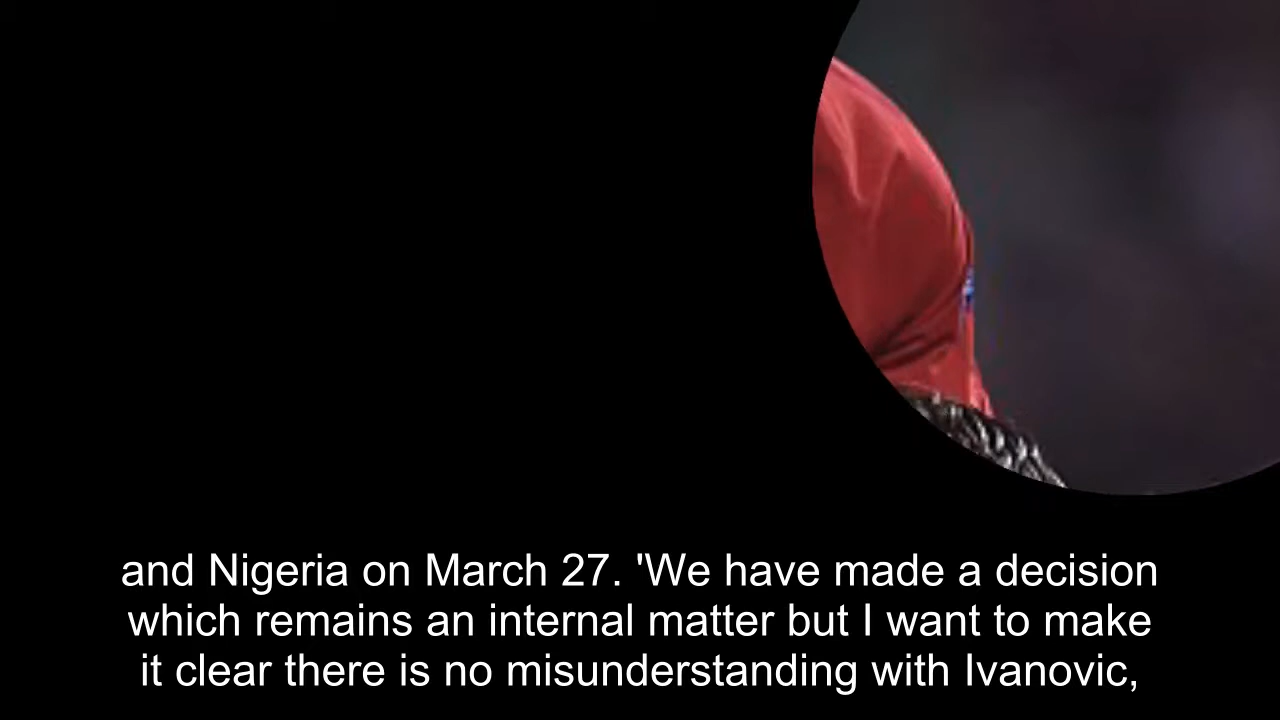 and Nigeria on March 27. 'We have made a decision
which remains an internal matter but I want to make
it clear there is no misunderstanding with Ivanovic,